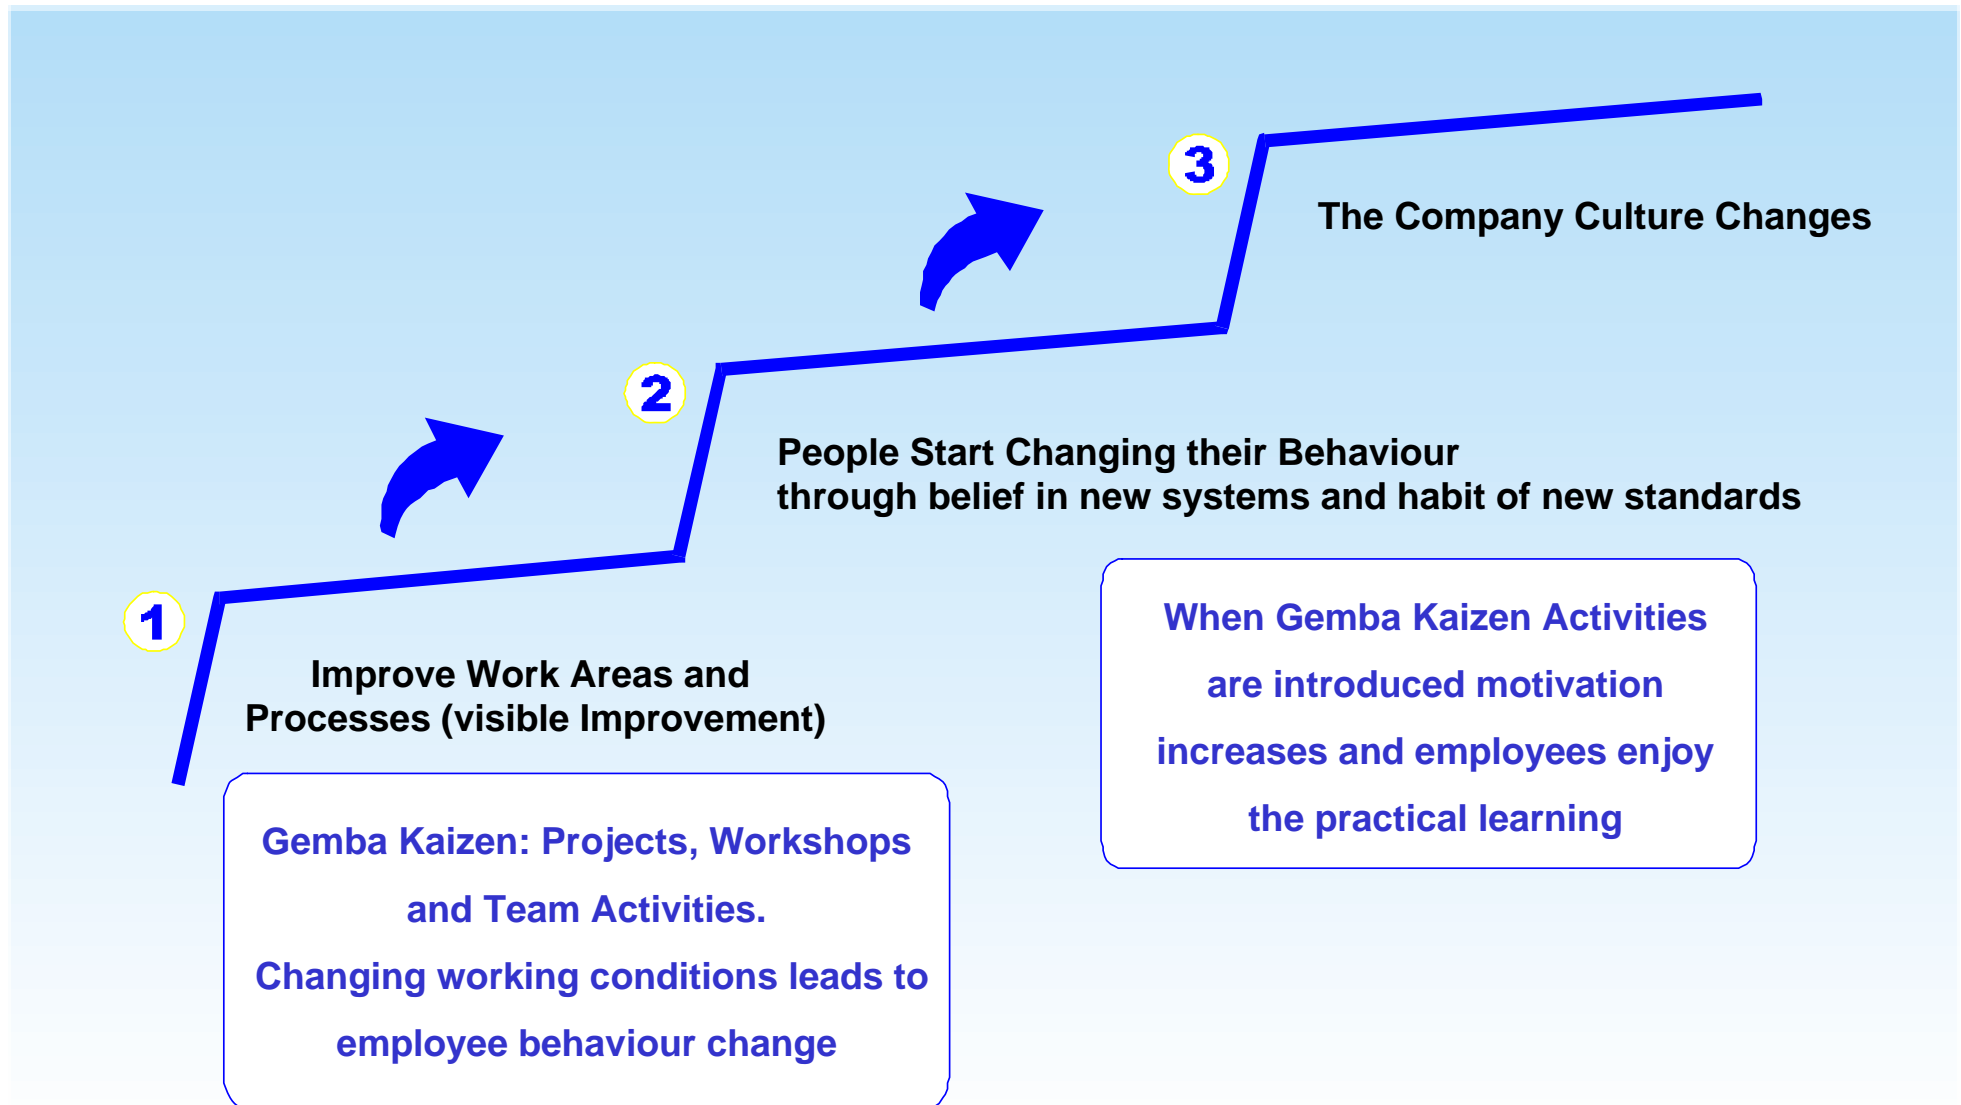 3
The Company Culture Changes
2
People Start Changing their Behaviour
through belief in new systems and habit of new standards
1
Improve Work Areas and
Processes (visible Improvement)
When Gemba Kaizen Activities
are introduced motivation
increases and employees enjoy
the practical learning
Gemba Kaizen: Projects, Workshops
and Team Activities.
Changing working conditions leads to
employee behaviour change